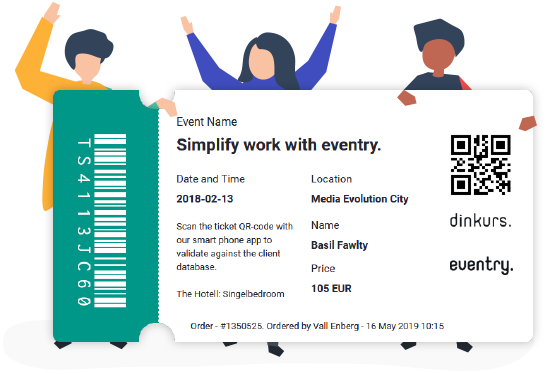 TS4113JC60
Event Name
Simplify work with eventry.
Date and Time
2018-02-13
Location
Media Evolution City
Scan the ticket QR-code with
our smart phone app to
validate against the client
database.
Name
Basil Fawlty
Price
105 EUR
The Hotell: Singelbedroom
dinkurs.
eventry.
Order - #1350525. Ordered by Vall Enberg - 16 May 2019 10:15